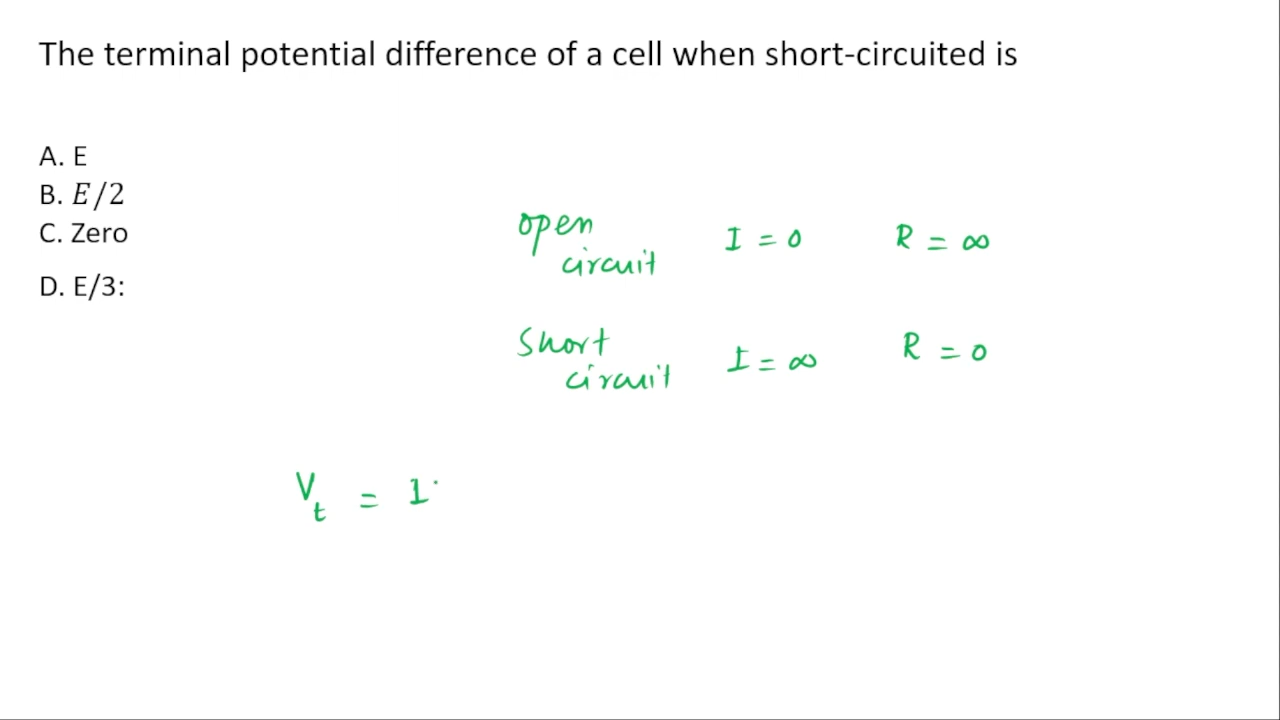 The terminal potential difference of a cell when short-circuited is
A. E
B. E/2
C. Zero
D. E/3:
open circuit I = 0 R = ∞
Short circuit I = ∞ R = 0
Vt = I